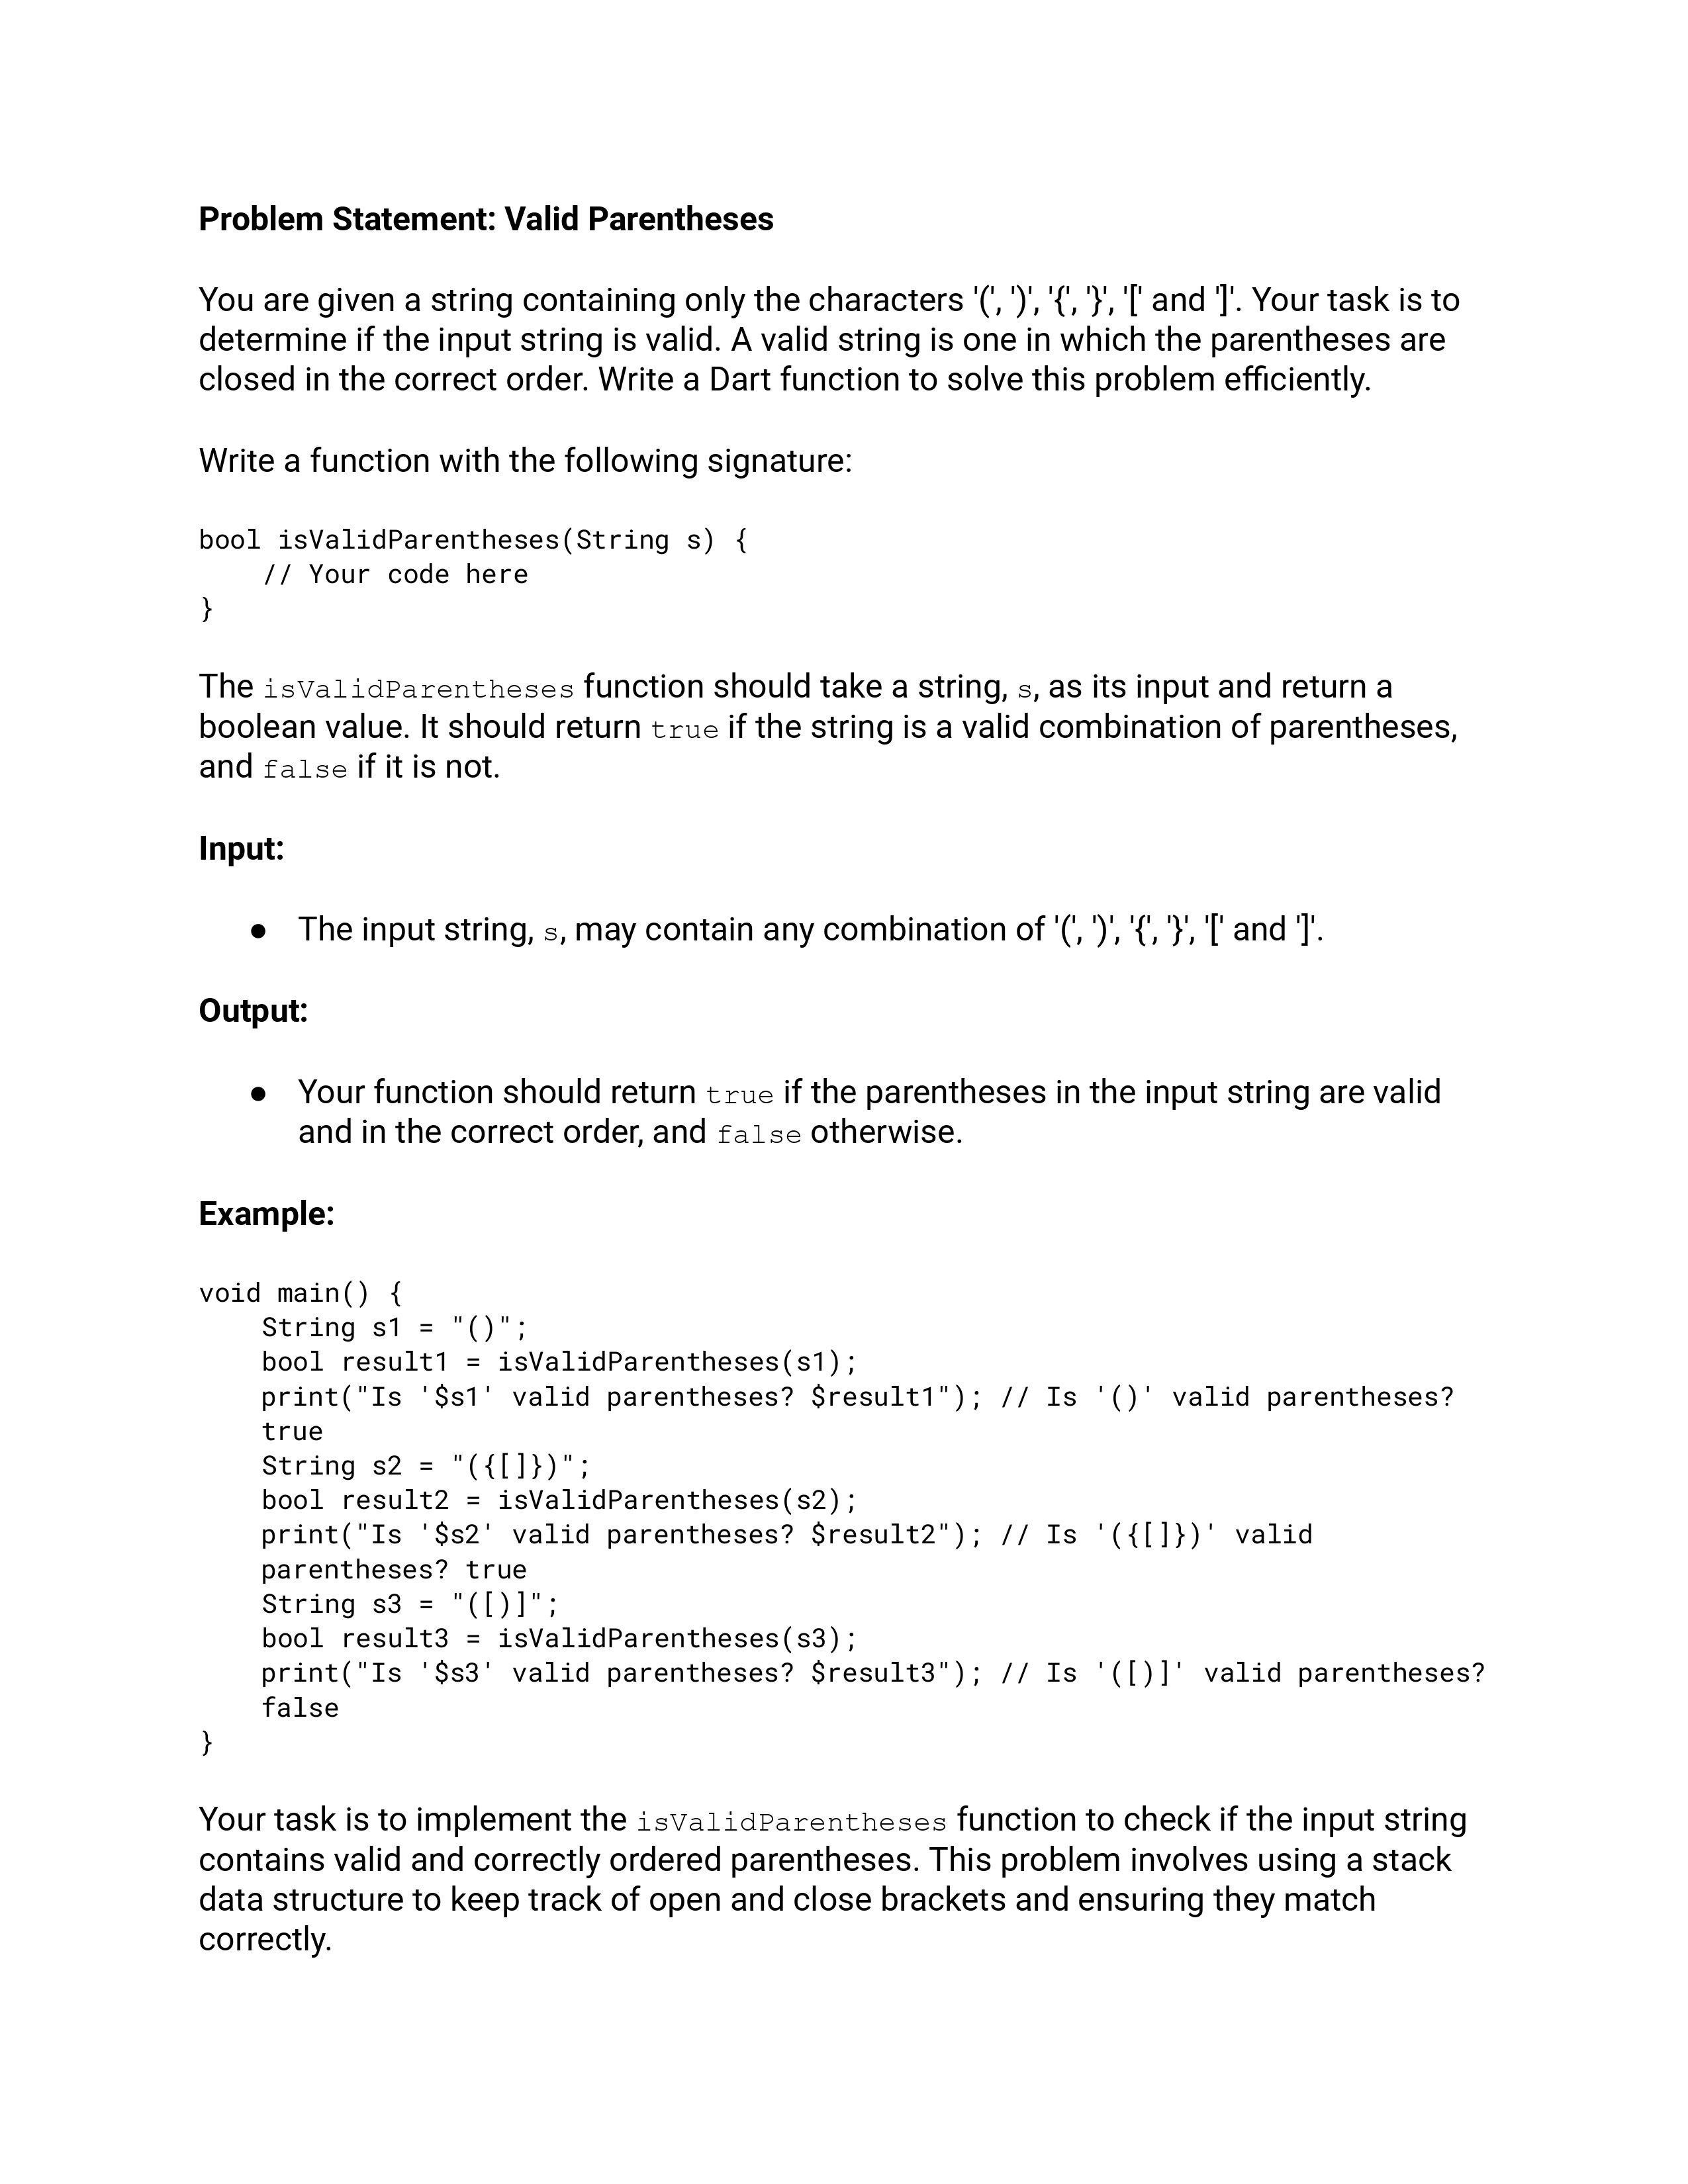 Problem Statement: Valid Parentheses
You are given a string containing only the characters '(', ')', '{', '}', '[' and ']'. Your task is to
determine if the input string is valid. A valid string is one in which the parentheses are
closed in the correct order. Write a Dart function to solve this problem efficiently.
Write a function with the following signature:
bool isValidParentheses(String s) {
    // Your code here
}
The isValidParentheses function should take a string, s, as its input and return a
boolean value. It should return true if the string is a valid combination of parentheses,
and false if it is not.
Input:
● The input string, s, may contain any combination of '(', ')', '{', '}', '[' and ']'.
Output:
● Your function should return true if the parentheses in the input string are valid
and in the correct order, and false otherwise.
Example:
void main() {
    String s1 = "()";
    bool result1 = isValidParentheses(s1);
    print("Is '$s1' valid parentheses? $result1"); // Is '()' valid parentheses?
    true
    String s2 = "({[]})";
    bool result2 = isValidParentheses(s2);
    print("Is '$s2' valid parentheses? $result2"); // Is '({[]})' valid
    parentheses? true
    String s3 = "([)]";
    bool result3 = isValidParentheses(s3);
    print("Is '$s3' valid parentheses? $result3"); // Is '([)]' valid parentheses?
    false
}
Your task is to implement the isValidParentheses function to check if the input string
contains valid and correctly ordered parentheses. This problem involves using a stack
data structure to keep track of open and close brackets and ensuring they match
correctly.